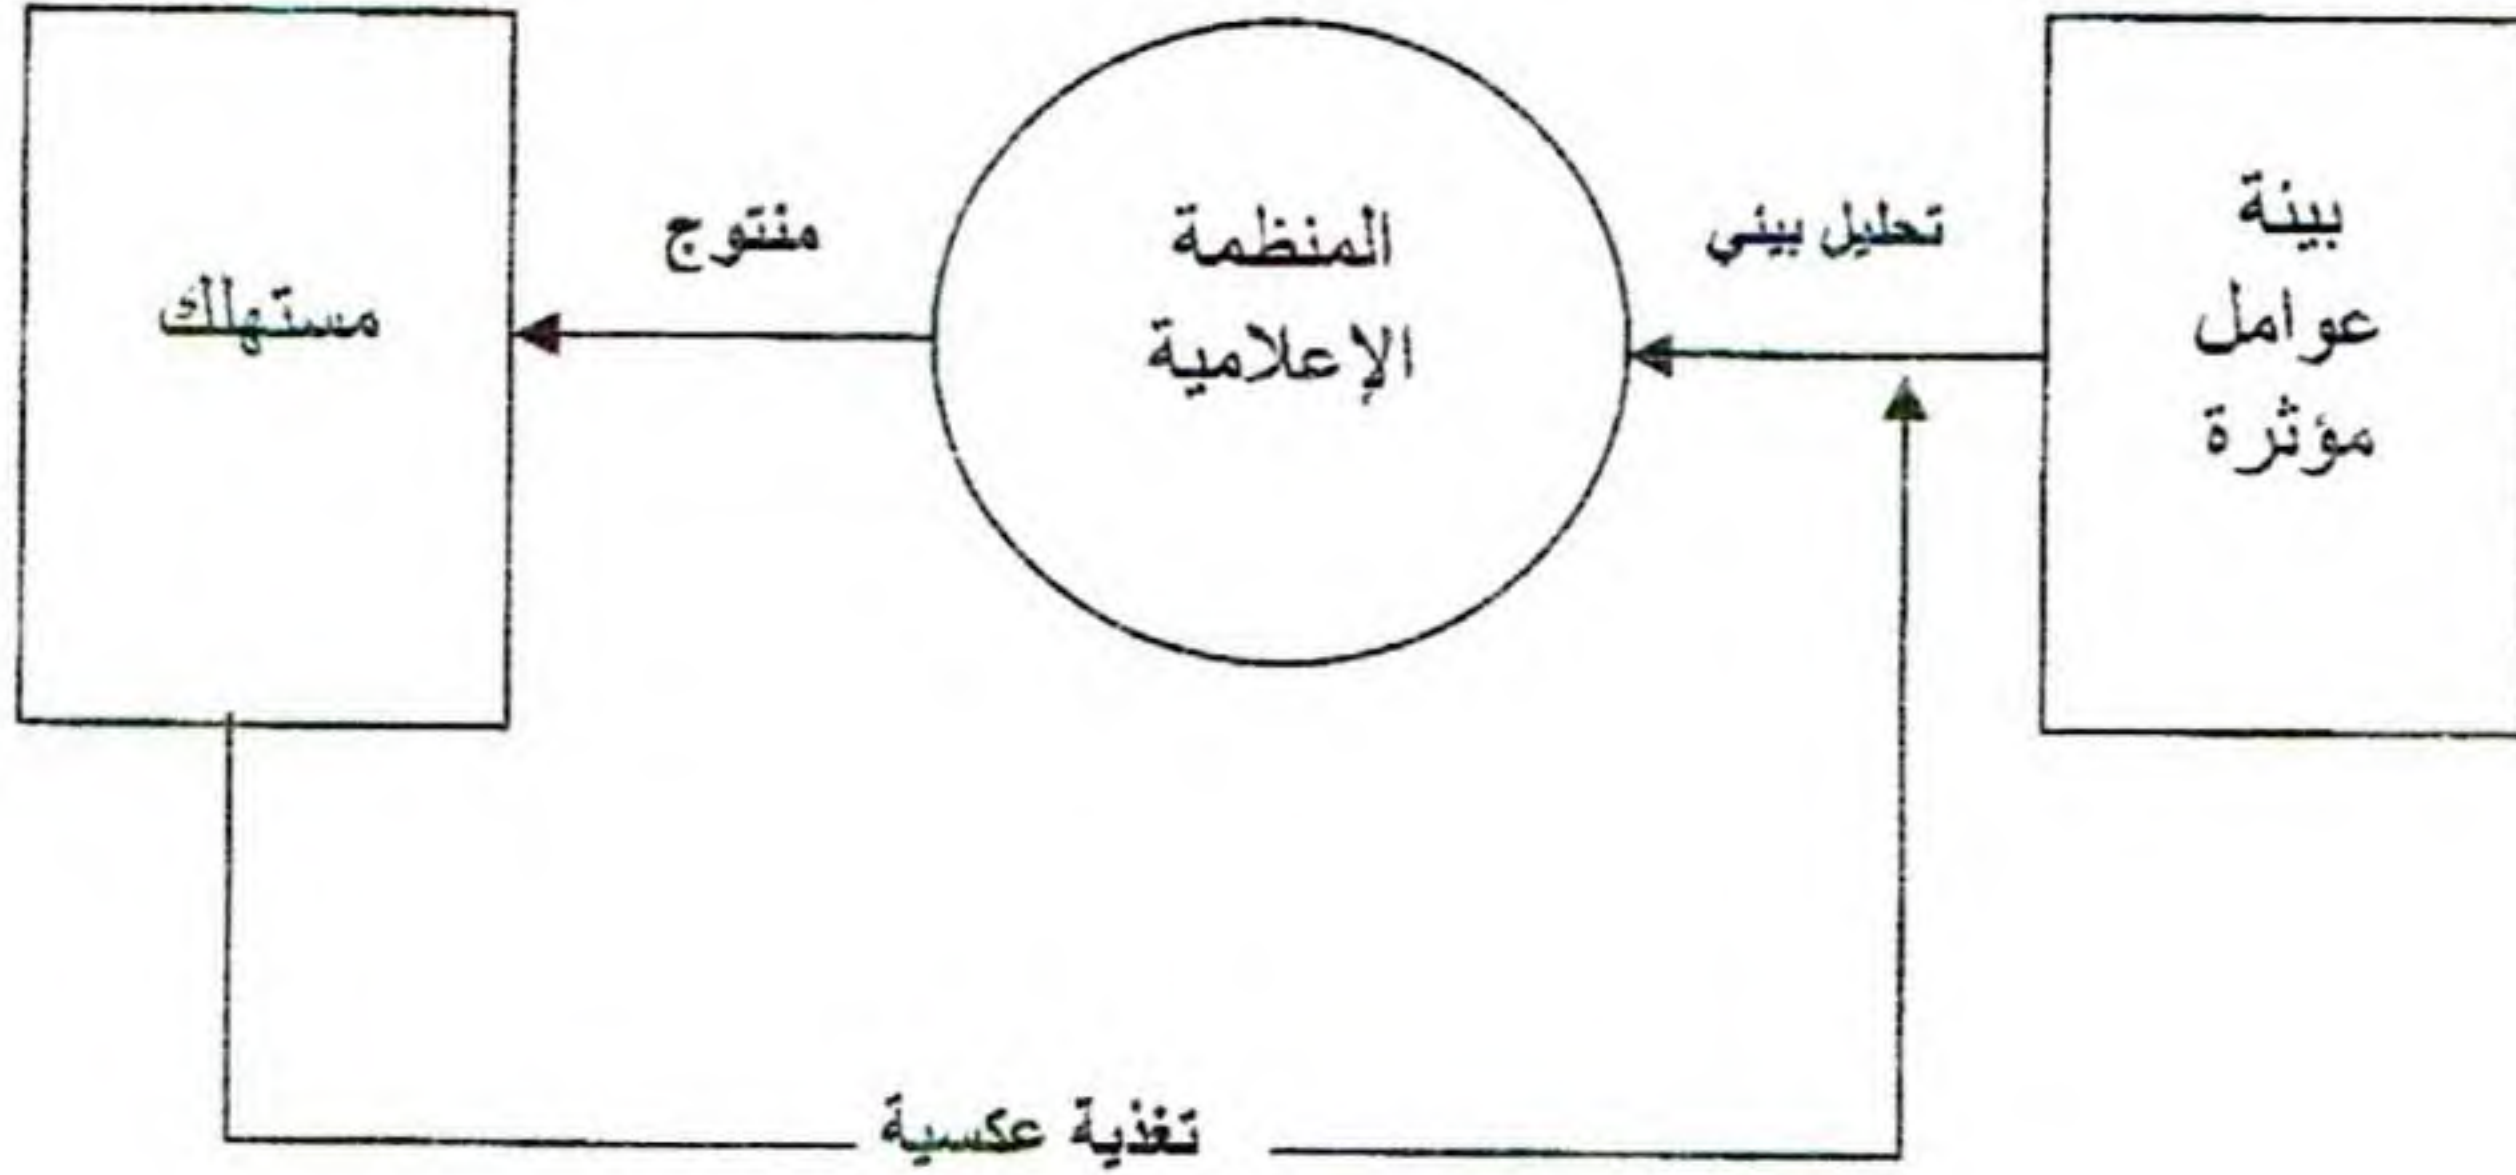 بيئة
عوامل
مؤثرة
تحليل بيئي
المنظمة
الإعلامية
منتوج
مستهلك
تغذية عكسية